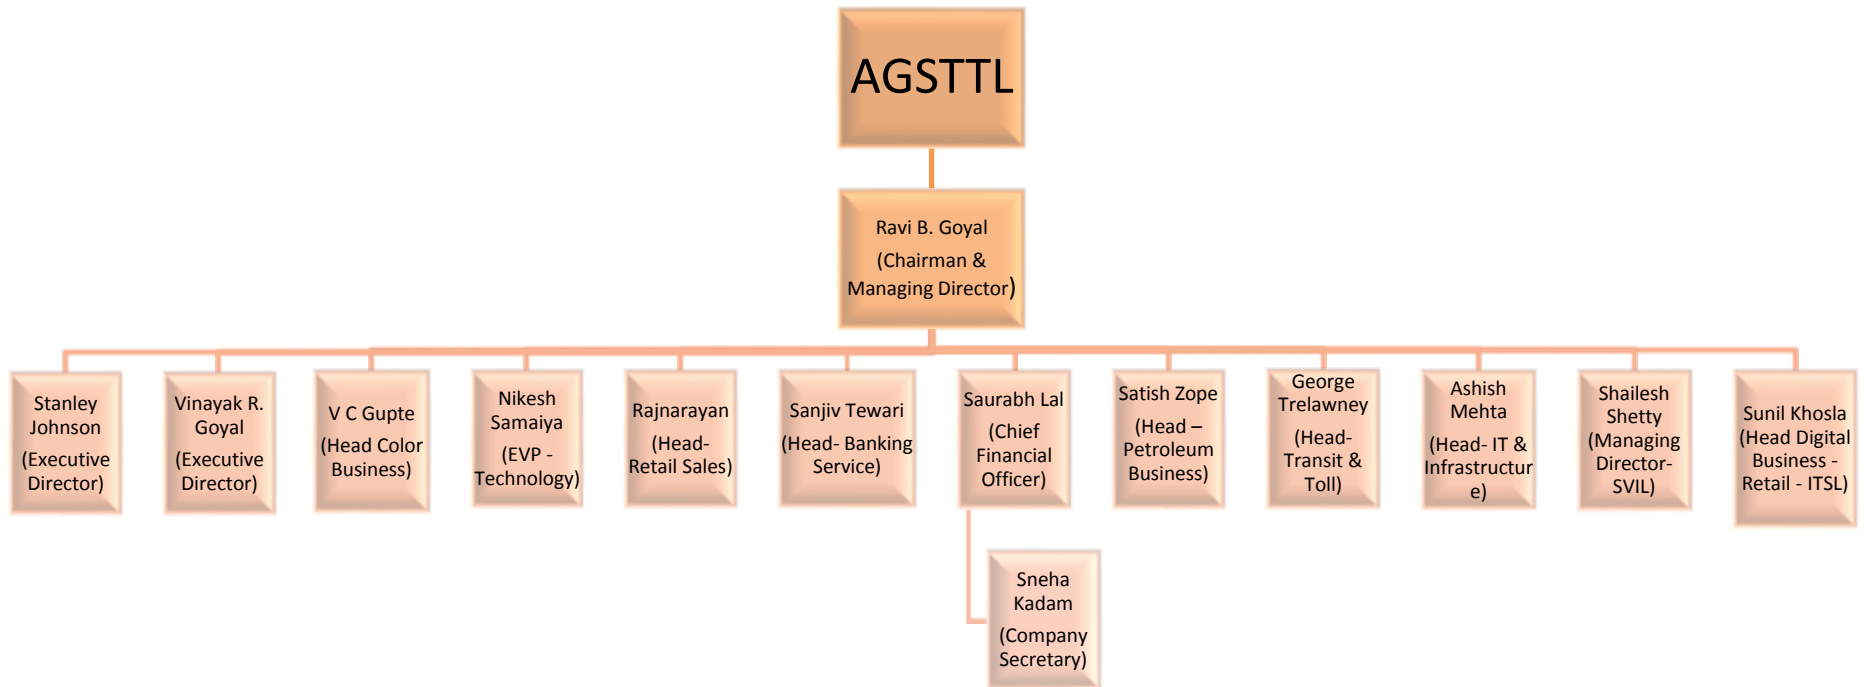 AGSTTL
Ravi B. Goyal
(Chairman &
Managing Director)
Stanley
Johnson
(Executive
Director)
Vinayak R.
Goyal
(Executive
Director)
V C Gupte
(Head Color
Business)
Nikesh
Samaiya
(EVP -
Technology)
Rajnarayan
(Head-
Retail Sales)
Sanjiv Tewari
(Head- Banking
Service)
Saurabh Lal
(Chief
Financial
Officer)
Satish Zope
(Head –
Petroleum
Business)
George
Trelawney
(Head-
Transit &
Toll)
Ashish
Mehta
(Head- IT &
Infrastructur
e)
Shailesh
Shetty
(Managing
Director-
SVIL)
Sunil Khosla
(Head Digital
Business -
Retail - ITSL)
Sneha
Kadam
(Company
Secretary)